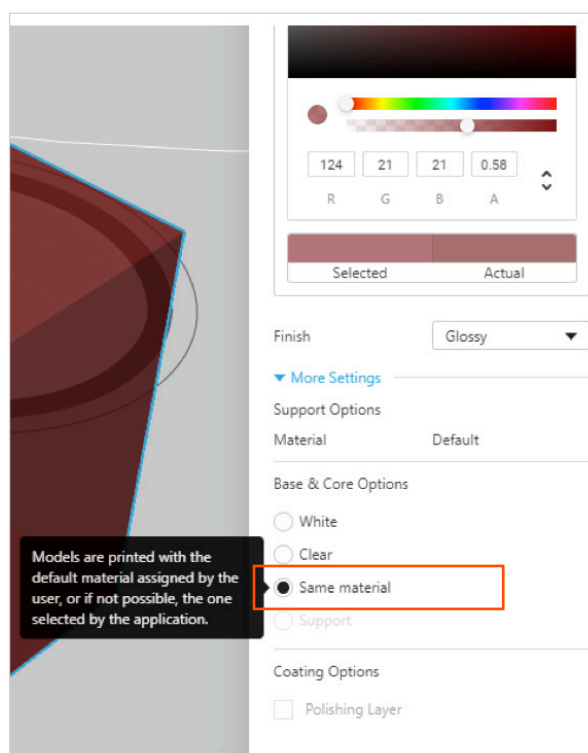 124 21 21 0.58
R G B A
Selected Actual
Finish Glossy
More Settings
Support Options
Material Default
Base & Core Options
White
Clear
Models are printed with the
default material assigned by the
user, or if not possible, the one
selected by the application.
Same material
Support
Coating Options
Polishing Layer